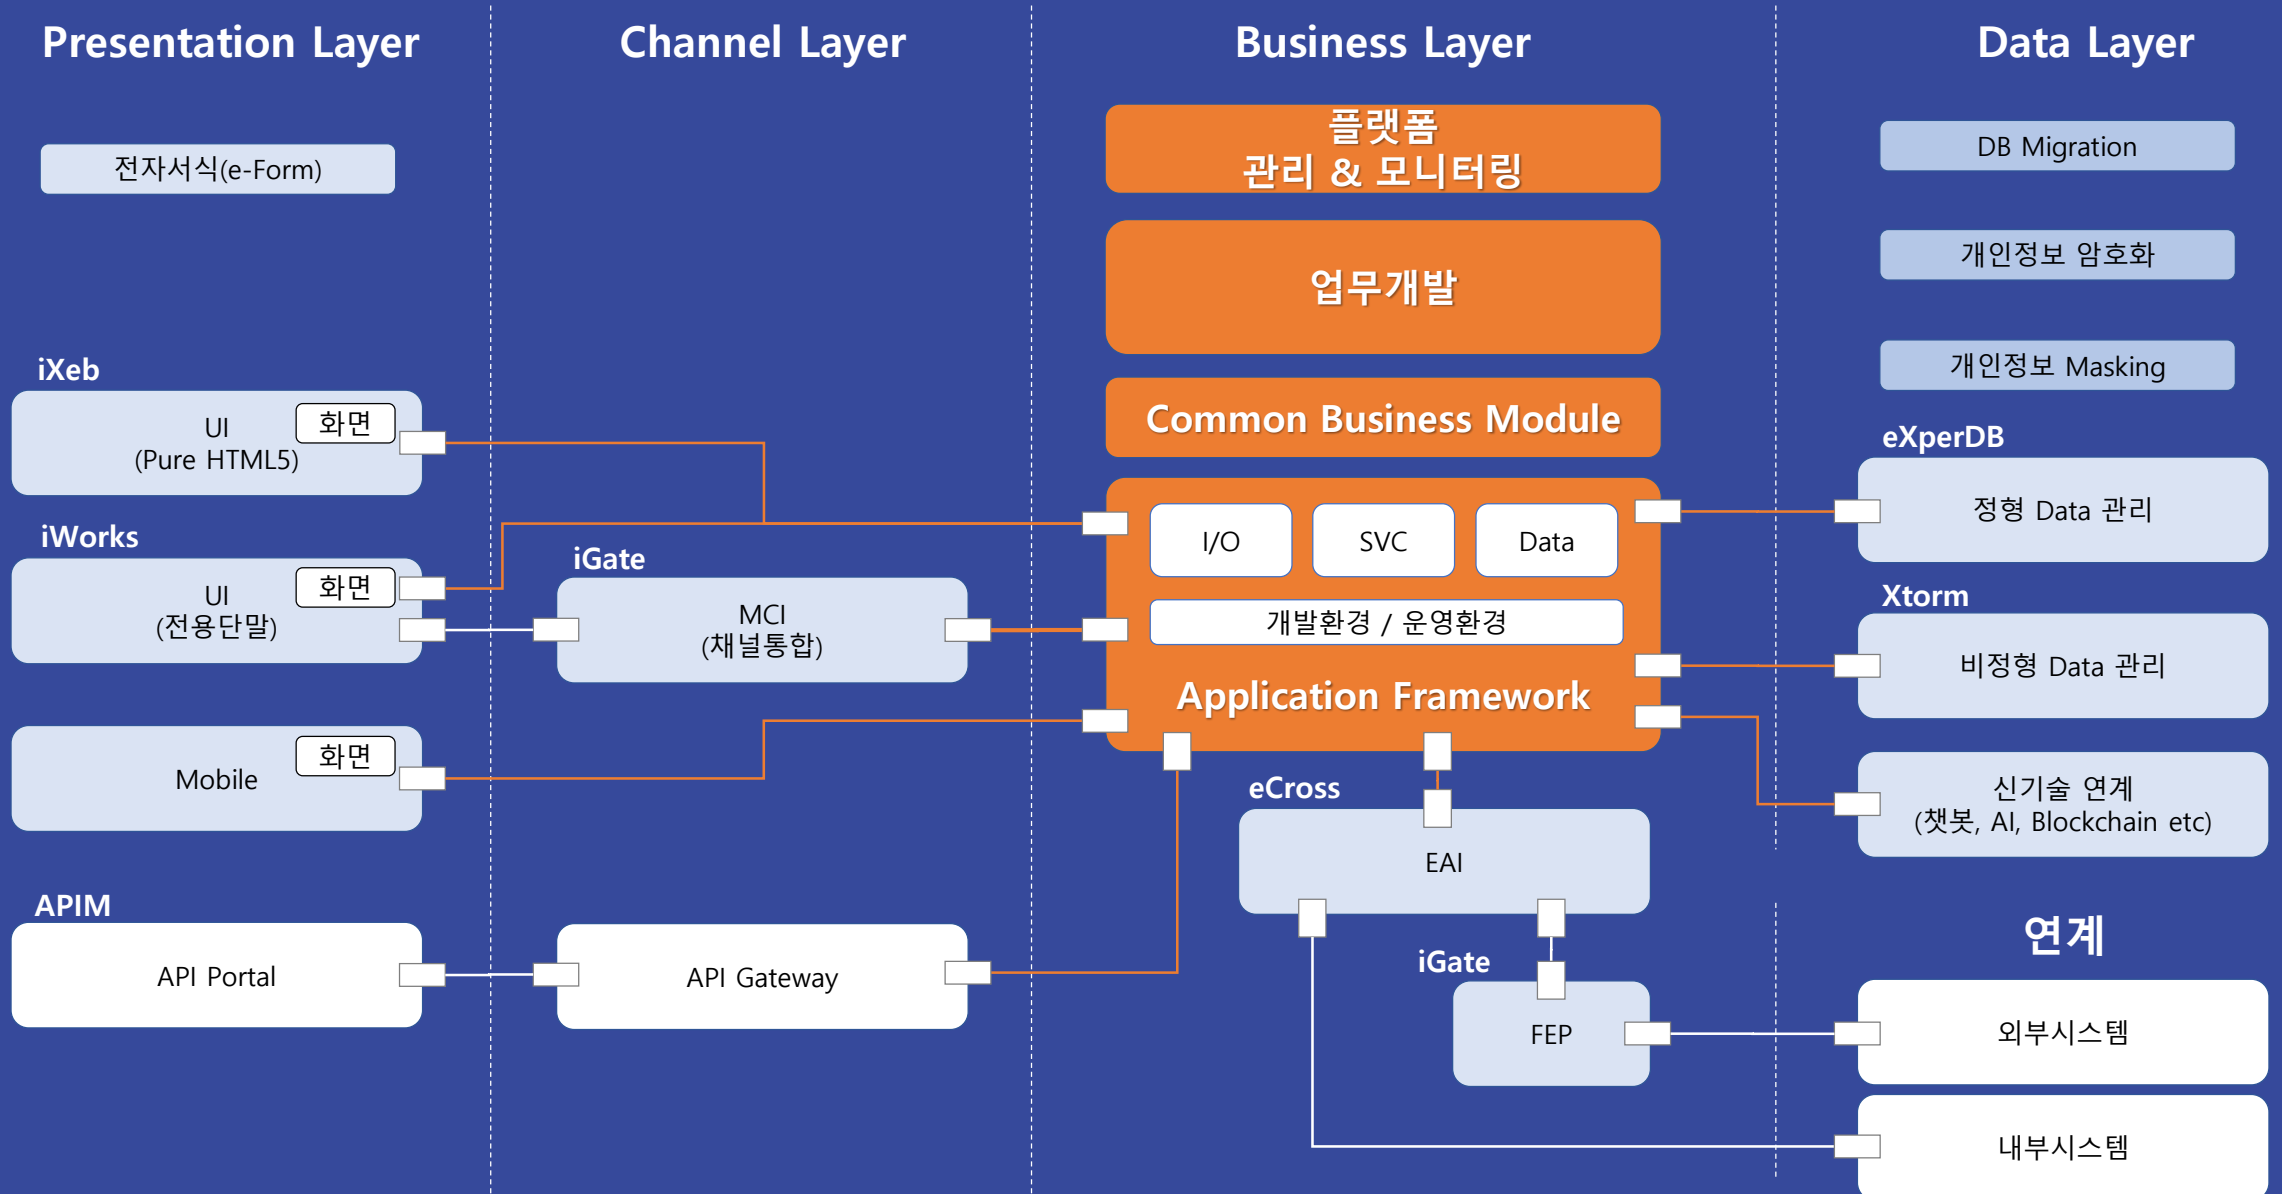 Presentation Layer
Channel Layer
Business Layer
Data Layer
전자서식(e-Form)
iXeb
UI
(Pure HTML5)
화면
iWorks
UI
(전용단말)
화면
Mobile
화면
APIM
API Portal
iGate
MCI
(채널통합)
API Gateway
플랫폼
관리 & 모니터링
업무개발
Common Business Module
I/O
SVC
Data
개발환경 / 운영환경
Application Framework
eCross
EAI
iGate
FEP
DB Migration
개인정보 암호화
개인정보 Masking
eXperDB
정형 Data 관리
Xtorm
비정형 Data 관리
신기술 연계
(챗봇, AI, Blockchain etc)
연계
외부시스템
내부시스템